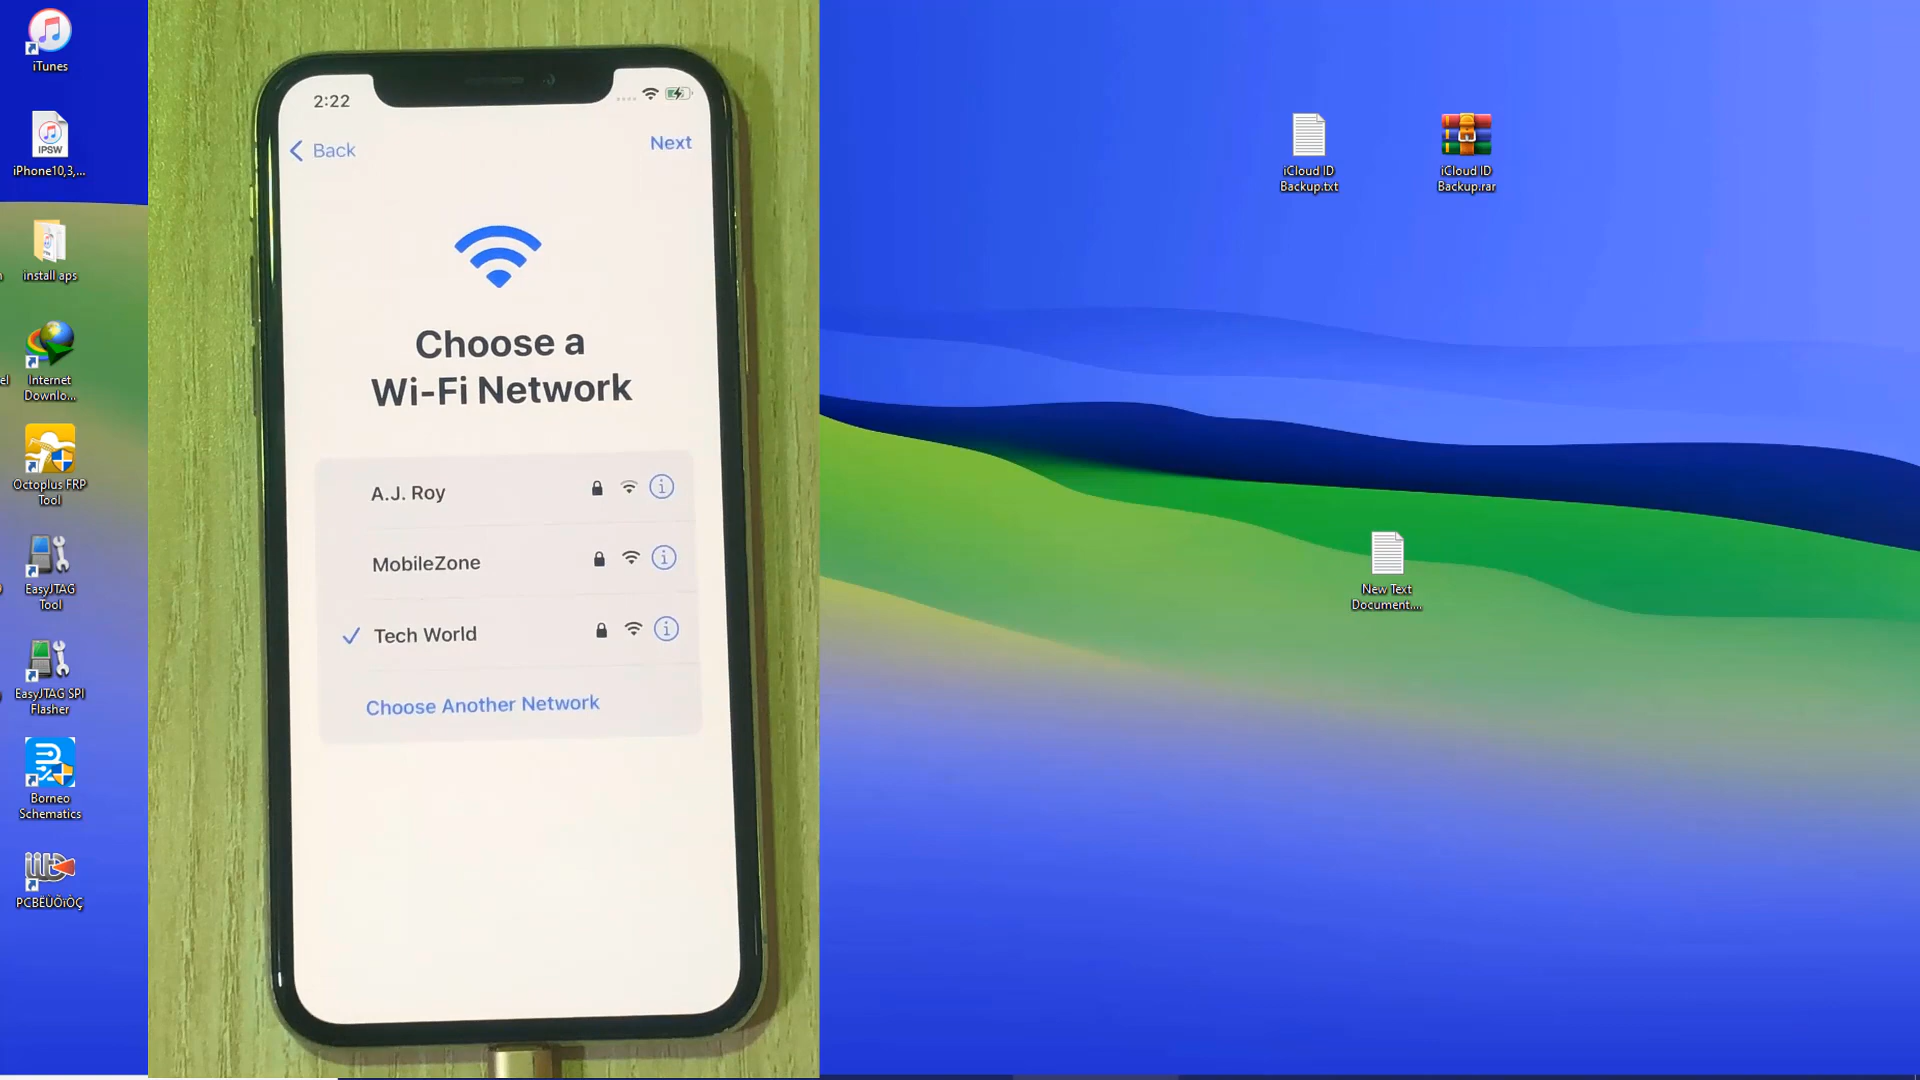 iTunes
IPSW
iPhone10,3,...
install aps
Internet
Downlo...
Octoplus FRP
Tool
EasyJTAG
Tool
EasyJTAG SPI
Flasher
Borneo
Schematics
2:22
Back
Next
Choose a
Wi-Fi Network
A.J. Roy
MobileZone
Tech World
Choose Another Network
iCloud ID
Backup.txt
iCloud ID
Backup.rar
New Text
Document....